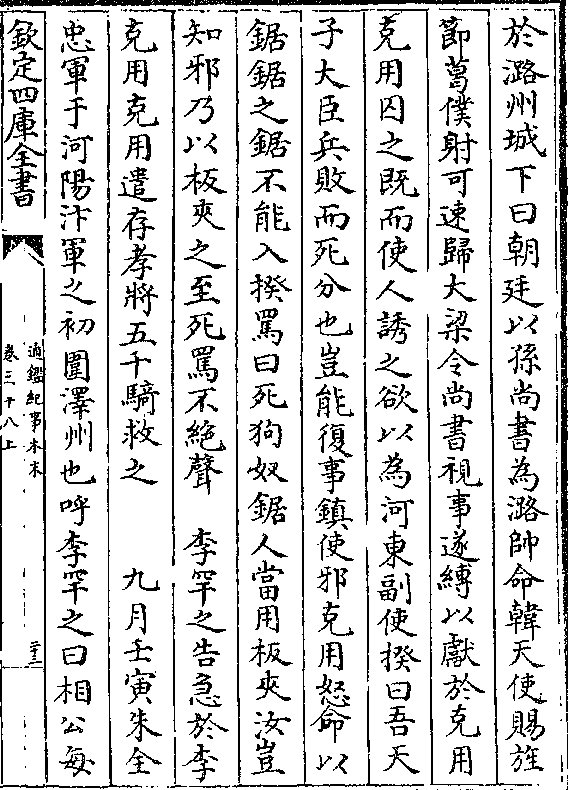 於潞州城下曰朝廷以孫尚書為潞帥命韓天使賜旌
節葛僕射可速歸大梁令尚書視事遂縛以獻於克用
克用囚之既而使人誘之欲以為河東副使揆曰吾天
子大臣兵敗而死分也豈能復事鎮使邪克用怒命以
鋸鋸之鋸不能入揆罵曰死狗奴鋸人當用板夾汝豈
知邪乃以板夾之至死罵不絶聲　李罕之告急於李
克用克用遣存孝將五千騎救之　　九月壬寅朱全
忠軍于河陽汴軍之初圍澤州也呼李罕之曰相公每
欽定四庫全書
通鑑紀事本末
卷三十八上
二十三